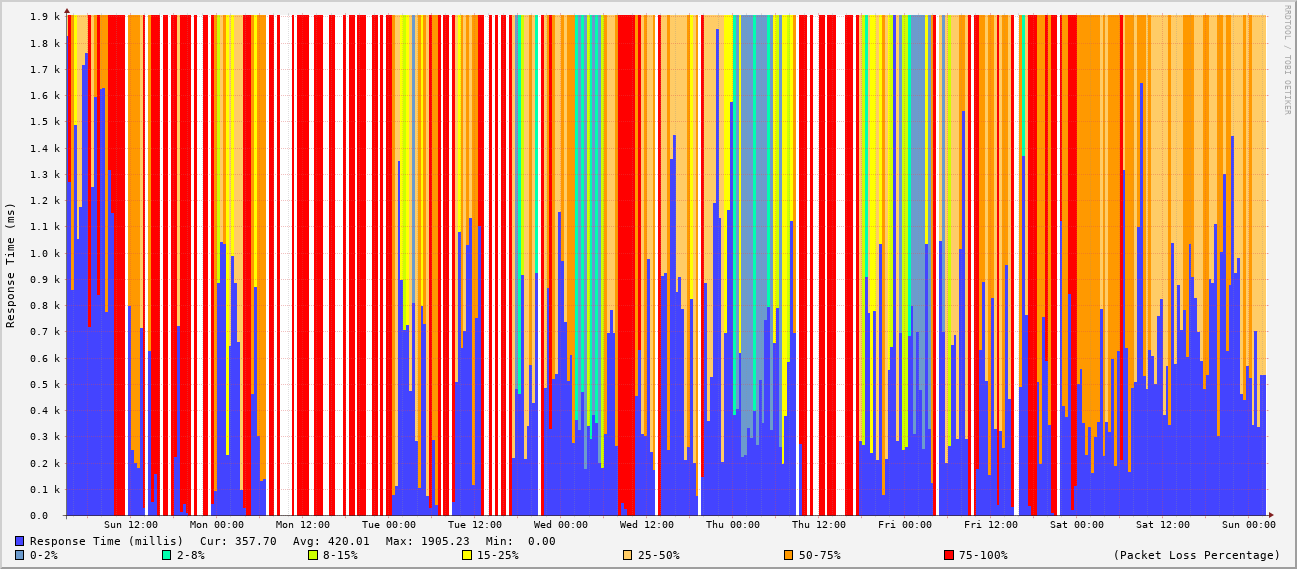 1.9 k
1.8 k
1.7 k
1.6 k
1.5 k
1.4 k
1.3 k
1.2 k
1.1 k
1.0 k
0.9 k
0.8 k
0.7 k
0.6 k
0.5 k
0.4 k
0.3 k
0.2 k
0.1 k
0.0
Response Time (ms)
RRDTOOL / TOBI OETIKER
Sun 12:00 Mon 00:00 Mon 12:00 Tue 00:00 Tue 12:00 Wed 00:00 Wed 12:00 Thu 00:00 Thu 12:00 Fri 00:00 Fri 12:00 Sat 00:00 Sat 12:00 Sun 00:00
Response Time (millis) Cur: 357.70 Avg: 420.01 Max: 1905.23 Min: 0.00
0-2% 2-8% 8-15% 15-25% 25-50% 50-75% 75-100% (Packet Loss Percentage)